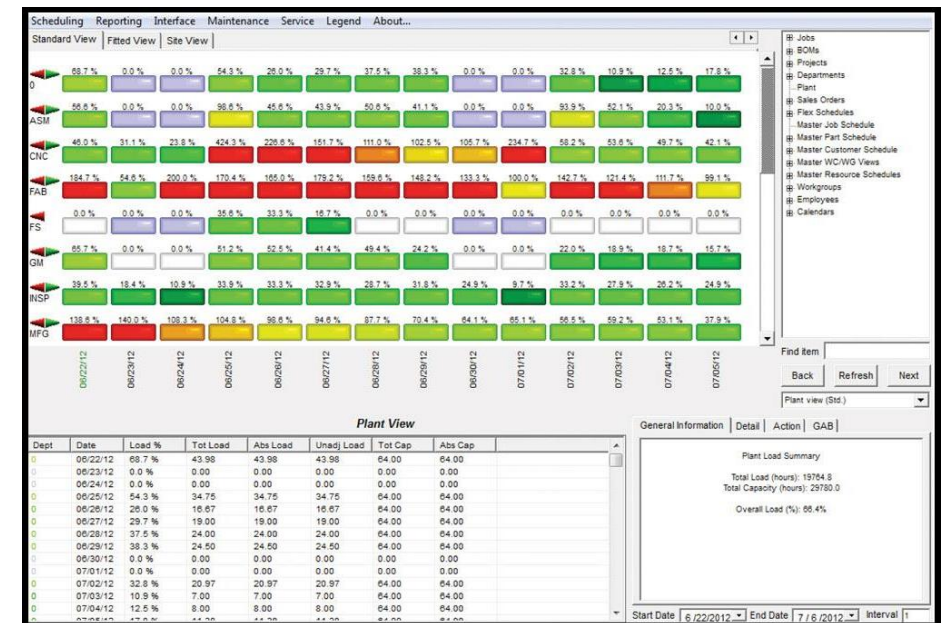 Scheduling Reporting Interface Maintenance Service Legend About...
Standard View Fitted View Site View
68.7 % 0.0 % 0.0 % 54.3 % 26.0 % 29.7 % 37.5 % 38.3 % 0.0 % 0.0 % 32.8 % 10.9 % 12.5 % 17.8 %
0
56.6 % 0.0 % 0.0 % 98.6 % 45.6 % 43.9 % 50.6 % 41.1 % 0.0 % 0.0 % 93.9 % 52.1 % 20.3 % 10.0 %
ASM
46.0 % 31.1 % 23.8 % 424.3 % 226.6 % 151.7 % 111.0 % 102.5 % 105.7 % 234.7 % 58.2 % 53.6 % 49.7 % 42.1 %
CNC
184.7 % 54.6 % 200.0 % 170.4 % 165.0 % 179.2 % 159.6 % 148.2 % 133.3 % 100.0 % 142.7 % 121.4 % 111.7 % 99.1 %
FAB
0.0 % 0.0 % 0.0 % 35.6 % 33.3 % 16.7 % 0.0 % 0.0 % 0.0 % 0.0 % 0.0 % 0.0 % 0.0 % 0.0 %
FS
65.7 % 0.0 % 0.0 % 51.2 % 52.5 % 41.4 % 49.4 % 24.2 % 0.0 % 0.0 % 22.0 % 18.9 % 18.7 % 15.7 %
GM
39.5 % 18.4 % 10.9 % 33.9 % 33.3 % 32.9 % 28.7 % 31.8 % 24.9 % 9.7 % 33.2 % 27.9 % 26.2 % 24.9 %
INSP
138.6 % 140.0 % 108.3 % 104.8 % 98.6 % 94.6 % 87.7 % 70.4 % 64.1 % 65.1 % 56.5 % 59.2 % 53.1 % 37.9 %
MFG
06/22/12 06/23/12 06/24/12 06/25/12 06/26/12 06/27/12 06/28/12 06/29/12 06/30/12 07/01/12 07/02/12 07/03/12 07/04/12 07/05/12
Jobs
BOMs
Projects
Departments
Plant
Sales Orders
Flex Schedules
Master Job Schedule
Master Part Schedule
Master Customer Schedule
Master WC/WG Views
Master Resource Schedules
Workgroups
Employees
Calendars
Find item
Back Refresh Next
Plant view (Std.)
Plant View
Dept Date Load % Tot Load Abs Load Unadj Load Tot Cap Abs Cap
0 06/22/12 68.7 % 43.98 43.98 43.98 64.00 64.00
0 06/23/12 0.0 % 0.00 0.00 0.00 64.00 64.00
0 06/24/12 0.0 % 0.00 0.00 0.00 64.00 64.00
0 06/25/12 54.3 % 34.75 34.75 34.75 64.00 64.00
0 06/26/12 26.0 % 16.67 16.67 16.67 64.00 64.00
0 06/27/12 29.7 % 19.00 19.00 19.00 64.00 64.00
0 06/28/12 37.5 % 24.00 24.00 24.00 64.00 64.00
0 06/29/12 38.3 % 24.50 24.50 24.50 64.00 64.00
0 06/30/12 0.0 % 0.00 0.00 0.00 64.00 64.00
0 07/01/12 0.0 % 0.00 0.00 0.00 64.00 64.00
0 07/02/12 32.8 % 20.97 20.97 20.97 64.00 64.00
0 07/03/12 10.9 % 7.00 7.00 7.00 64.00 64.00
0 07/04/12 12.5 % 8.00 8.00 8.00 64.00 64.00
General Information Detail Action GAB
Plant Load Summary
Total Load (hours): 19764.8
Total Capacity (hours): 29780.0
Overall Load (%): 66.4%
Start Date 6 /22/2012 End Date 7 / 6 /2012 Interval 1